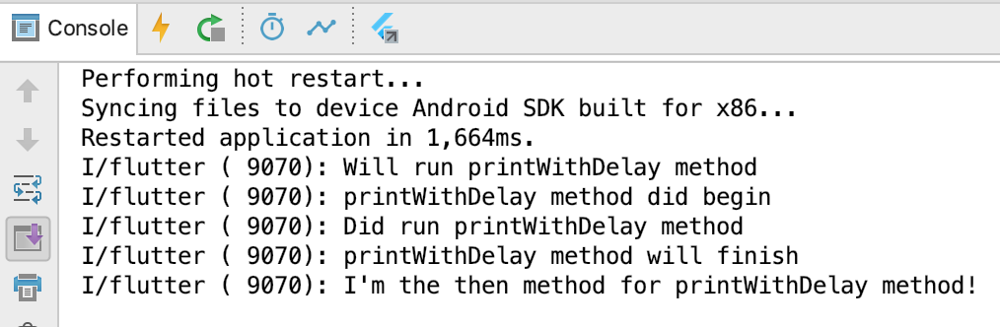 Console
Performing hot restart...
Syncing files to device Android SDK built for x86...
Restarted application in 1,664ms.
I/flutter ( 9070): Will run printWithDelay method
I/flutter ( 9070): printWithDelay method did begin
I/flutter ( 9070): Did run printWithDelay method
I/flutter ( 9070): printWithDelay method will finish
I/flutter ( 9070): I'm the then method for printWithDelay method!